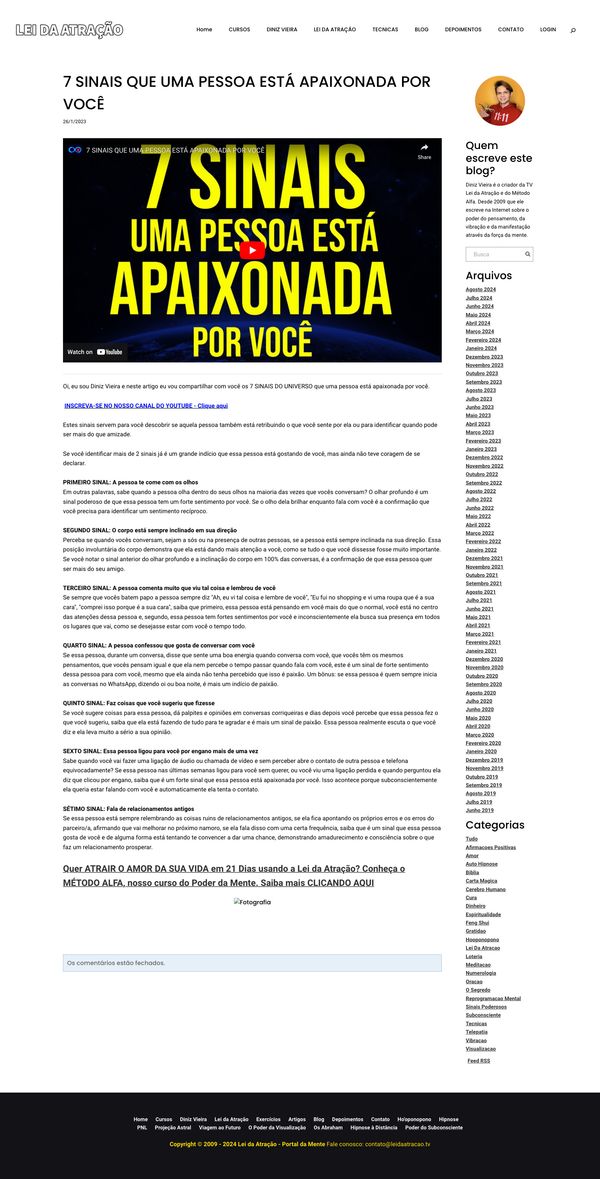 LEI DA ATRAÇÃO
Home CURSOS DINIZ VIEIRA LEI DA ATRAÇÃO TECNICAS BLOG DEPOIMENTOS CONTATO LOGIN
7 SINAIS QUE UMA PESSOA ESTÁ APAIXONADA POR
VOCÊ
26/1/2023
7 SINAIS QUE UMA PESSOA ESTÁ APAIXONADA POR VOCÊ
Share
7 SINAIS
UMA PESSOA ESTÁ
APAIXONADA
POR VOCÊ
Watch on YouTube
Oi, eu sou Diniz Vieira e neste artigo eu vou compartilhar com você os 7 SINAIS DO UNIVERSO que uma pessoa está apaixonada por você.
INSCREVA-SE NO NOSSO CANAL DO YOUTUBE - Clique aqui
Estes sinais servem para você descobrir se aquela pessoa também está retribuindo o que você sente por ela ou para identificar quando pode
ser mais do que amizade.
Se você identificar mais de 2 sinais já é um grande indício que essa pessoa está gostando de você, mas ainda não teve coragem de se
declarar.
PRIMEIRO SINAL: A pessoa te come com os olhos
Em outras palavras, sabe quando a pessoa olha dentro do seus olhos na maioria das vezes que vocês conversam? O olhar profundo é um
sinal poderoso de que essa pessoa tem um forte sentimento por você. Se o olho dela brilhar enquanto fala com você é a confirmação que
você precisa para identificar um sentimento recíproco.
SEGUNDO SINAL: O corpo está sempre inclinado em sua direção
Perceba se quando vocês conversam, sejam a sós ou na presença de outras pessoas, se a pessoa está sempre inclinada na sua direção. Essa
posição involuntária do corpo demonstra que ela está dando mais atenção a você, como se tudo o que você dissesse fosse muito importante.
Se você notar o sinal anterior do olhar profundo e a inclinação do corpo em 100% das conversas, é a confirmação de que essa pessoa quer
ser mais do seu amigo.
TERCEIRO SINAL: A pessoa comenta muito que viu tal coisa e lembrou de você
Se sempre que vocês batem papo a pessoa sempre diz "Ah, eu vi tal coisa e lembre de você", "Eu fui no shopping e vi uma roupa que é a sua
cara", "comprei isso porque é a sua cara", saiba que primeiro, essa pessoa está pensando em você mais do que o normal, você está no centro
das atenções dessa pessoa e, segundo, essa pessoa tem fortes sentimentos por você e inconscientemente ela busca sua presença em todos
os lugares que vai, como se desejasse estar com você o tempo todo.
QUARTO SINAL: A pessoa confessou que gosta de conversar com você
Se essa pessoa, durante um conversa, disse que sente uma boa energia quando conversa com você, que vocês têm os mesmos
pensamentos, que vocês pensam igual e que ela nem percebe o tempo passar quando fala com você, este é um sinal de forte sentimento
dessa pessoa para com você, mesmo que ela ainda não tenha percebido que isso é paixão. Um bônus: se essa pessoa é quem sempre inicia
as conversas no WhatsApp, dizendo oi ou boa noite, é mais um indício de paixão.
QUINTO SINAL: Faz coisas que você sugeriu que fizesse
Se você sugere coisas para essa pessoa, dá palpites e opiniões em conversas corriqueiras e dias depois você percebe que essa pessoa fez o
que você sugeriu, saiba que ela está fazendo de tudo para te agradar e é mais um sinal de paixão. Essa pessoa realmente escuta o que você
diz e ela leva muito a sério a sua opinião.
SEXTO SINAL: Essa pessoa ligou para você por engano mais de uma vez
Sabe quando você vai fazer uma ligação de áudio ou chamada de vídeo e sem perceber abre o contato de outra pessoa e telefona
equivocadamente? Se essa pessoa nas últimas semanas ligou para você sem querer, ou você viu uma ligação perdida e quando perguntou ela
diz que clicou por engano, saiba que é um forte sinal que essa pessoa está apaixonada por você. Isso acontece porque subconscientemente
ela queria estar falando com você e automaticamente ela tenta o contato.
SÉTIMO SINAL: Fala de relacionamentos antigos
Se essa pessoa está sempre relembrando as coisas ruins de relacionamentos antigos, se ela fica apontando os próprios erros e os erros do
parceiro/a, afirmando que vai melhorar no próximo namoro, se ela fala disso com uma certa frequência, saiba que é um sinal que essa pessoa
gosta de você e de alguma forma está tentando te convencer a dar uma chance, demonstrando amadurecimento e consciência sobre o que
faz um relacionamento prosperar.
Quer ATRAIR O AMOR DA SUA VIDA em 21 Dias usando a Lei da Atração? Conheça o
MÉTODO ALFA, nosso curso do Poder da Mente. Saiba mais CLICANDO AQUI
Fotografia
Os comentários estão fechados.
11:11
Quem
escreve este
blog?
Diniz Vieira é o criador da TV
Lei da Atração e do Método
Alfa. Desde 2009 que ele
escreve na Internet sobre o
poder do pensamento, da
vibração e da manifestação
através da força da mente.
Busca
Arquivos
Agosto 2024
Julho 2024
Junho 2024
Maio 2024
Abril 2024
Março 2024
Fevereiro 2024
Janeiro 2024
Dezembro 2023
Novembro 2023
Outubro 2023
Setembro 2023
Agosto 2023
Julho 2023
Junho 2023
Maio 2023
Abril 2023
Março 2023
Fevereiro 2023
Janeiro 2023
Dezembro 2022
Novembro 2022
Outubro 2022
Setembro 2022
Agosto 2022
Julho 2022
Junho 2022
Maio 2022
Abril 2022
Março 2022
Fevereiro 2022
Janeiro 2022
Dezembro 2021
Novembro 2021
Outubro 2021
Setembro 2021
Agosto 2021
Julho 2021
Junho 2021
Maio 2021
Abril 2021
Março 2021
Fevereiro 2021
Janeiro 2021
Dezembro 2020
Novembro 2020
Outubro 2020
Setembro 2020
Agosto 2020
Julho 2020
Junho 2020
Maio 2020
Abril 2020
Março 2020
Fevereiro 2020
Janeiro 2020
Dezembro 2019
Novembro 2019
Outubro 2019
Setembro 2019
Agosto 2019
Julho 2019
Junho 2019
Categorias
Tudo
Afirmacoes Positivas
Amor
Auto Hipnose
Biblia
Carta Magica
Cerebro Humano
Cura
Dinheiro
Espiritualidade
Feng Shui
Gratidao
Hooponopono
Lei Da Atracao
Loteria
Meditacao
Numerologia
Oracao
O Segredo
Reprogramacao Mental
Sinais Poderosos
Subconsciente
Tecnicas
Telepatia
Vibracao
Visualizacao
Feed RSS
Home Cursos Diniz Vieira Lei da Atração Exercícios Artigos Blog Depoimentos Contato Ho'oponopono Hipnose
PNL Projeção Astral Viagem ao Futuro O Poder da Visualização Os Abraham Hipnose à Distância Poder do Subconsciente
Copyright © 2009 - 2024 Lei da Atração - Portal da Mente Fale conosco: contato@leidaatracao.tv